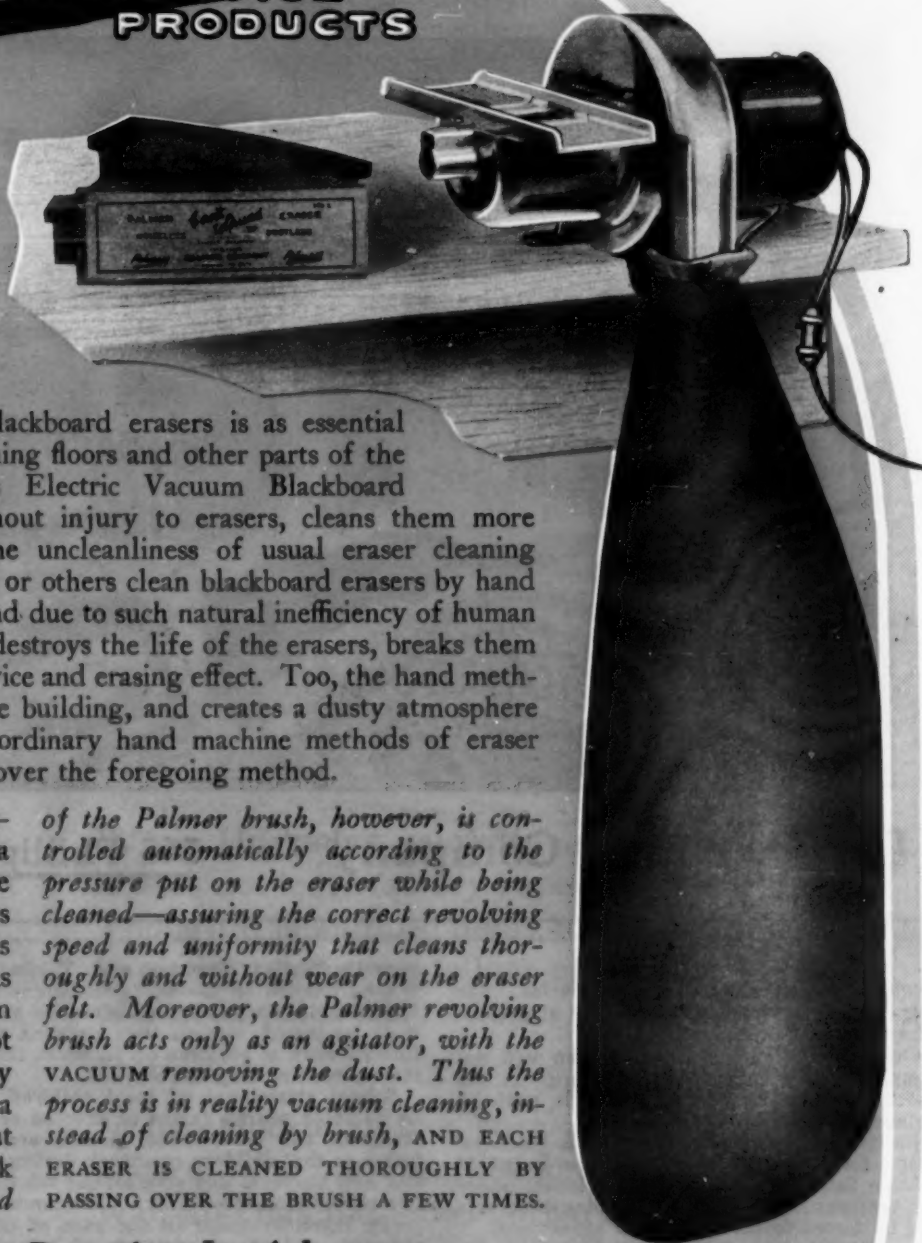 PRODUCTS
PALMER ERASER
lackboard erasers is as essential
ing floors and other parts of the
Electric Vacuum Blackboard
out injury to erasers, cleans them more
e uncleanliness of usual eraser cleaning
or others clean blackboard erasers by hand
d due to such natural inefficiency of human
destroys the life of the erasers, breaks them
ice and erasing effect. Too, the hand meth-
e building, and creates a dusty atmosphere
ordinary hand machine methods of eraser
over the foregoing method.
– of the Palmer brush, however, is con-
a trolled automatically according to the
e pressure put on the eraser while being
s cleaned—assuring the correct revolving
s speed and uniformity that cleans thor-
s oughly and without wear on the eraser
n felt. Moreover, the Palmer revolving
ot brush acts only as an agitator, with the
y VACUUM removing the dust. Thus the
a process is in reality vacuum cleaning, in-
t stead of cleaning by brush, AND EACH
k ERASER IS CLEANED THOROUGHLY BY
d PASSING OVER THE BRUSH A FEW TIMES.